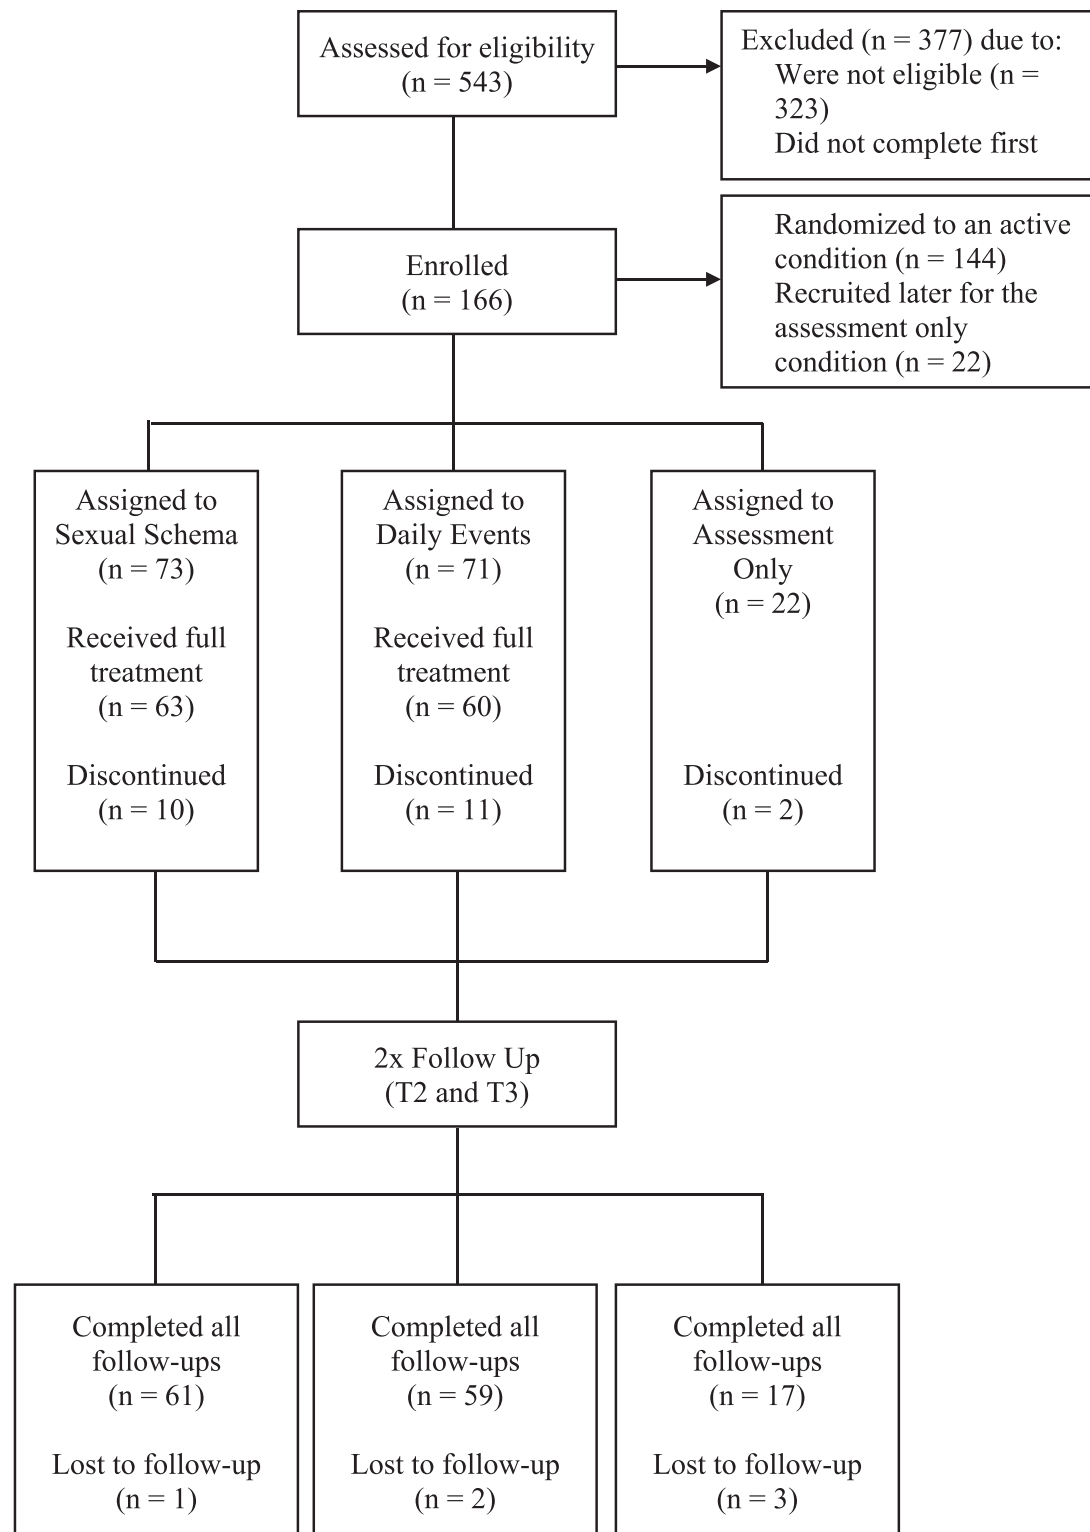 Assessed for eligibility
(n = 543)
Excluded (n = 377) due to:
Were not eligible (n =
323)
Did not complete first
Enrolled
(n = 166)
Randomized to an active
condition (n = 144)
Recruited later for the
assessment only
condition (n = 22)
Assigned to
Sexual Schema
(n = 73)
Received full
treatment
(n = 63)
Discontinued
(n = 10)
Assigned to
Daily Events
(n = 71)
Received full
treatment
(n = 60)
Discontinued
(n = 11)
Assigned to
Assessment
Only
(n = 22)
Discontinued
(n = 2)
2x Follow Up
(T2 and T3)
Completed all
follow-ups
(n = 61)
Lost to follow-up
(n = 1)
Completed all
follow-ups
(n = 59)
Lost to follow-up
(n = 2)
Completed all
follow-ups
(n = 17)
Lost to follow-up
(n = 3)